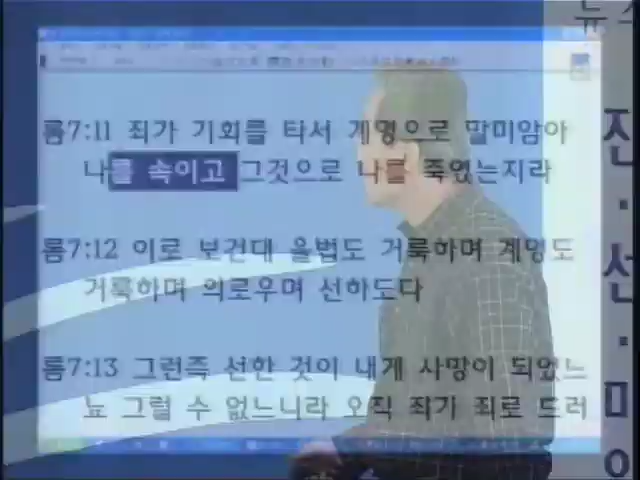 뉴스
롬7:11 죄가 기회를 타서 계명으로 말미암아
나를 속이고 그것으로 나를 죽였는지라
롬7:12 이로 보건대 율법도 거룩하며 계명도
거룩하며 의로우며 선하도다
롬7:13 그런즉 선한 것이 내게 사망이 되었느
뇨 그럴 수 없느니라 오직 죄가 죄로 드러
진·선·미